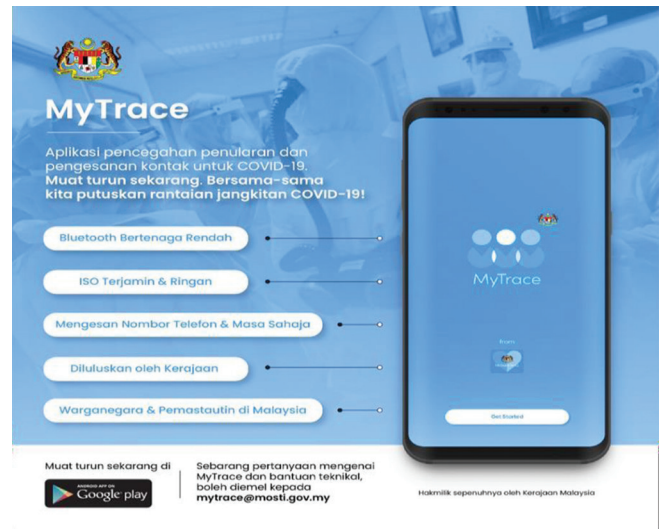 MyTrace
Aplikasi pencegahan penularan dan
pengesanan kontak untuk COVID-19.
Muat turun sekarang. Bersama-sama
kita putuskan rantaian jangkitan COVID-19!
Bluetooth Bertenaga Rendah
ISO Terjamin & Ringan
Mengesan Nombor Telefon & Masa Sahaja
Diluluskan oleh Kerajaan
Warganegara & Pemastautin di Malaysia
MyTrace
From
Get Started
Muat turun sekarang di
ANDROID APP ON
Google play
Sebarang pertanyaan mengenai
MyTrace dan bantuan teknikal,
boleh diemel kepada
mytrace@mosti.gov.my
Hakmilik sepenuhnya oleh Kerajaan Malaysia